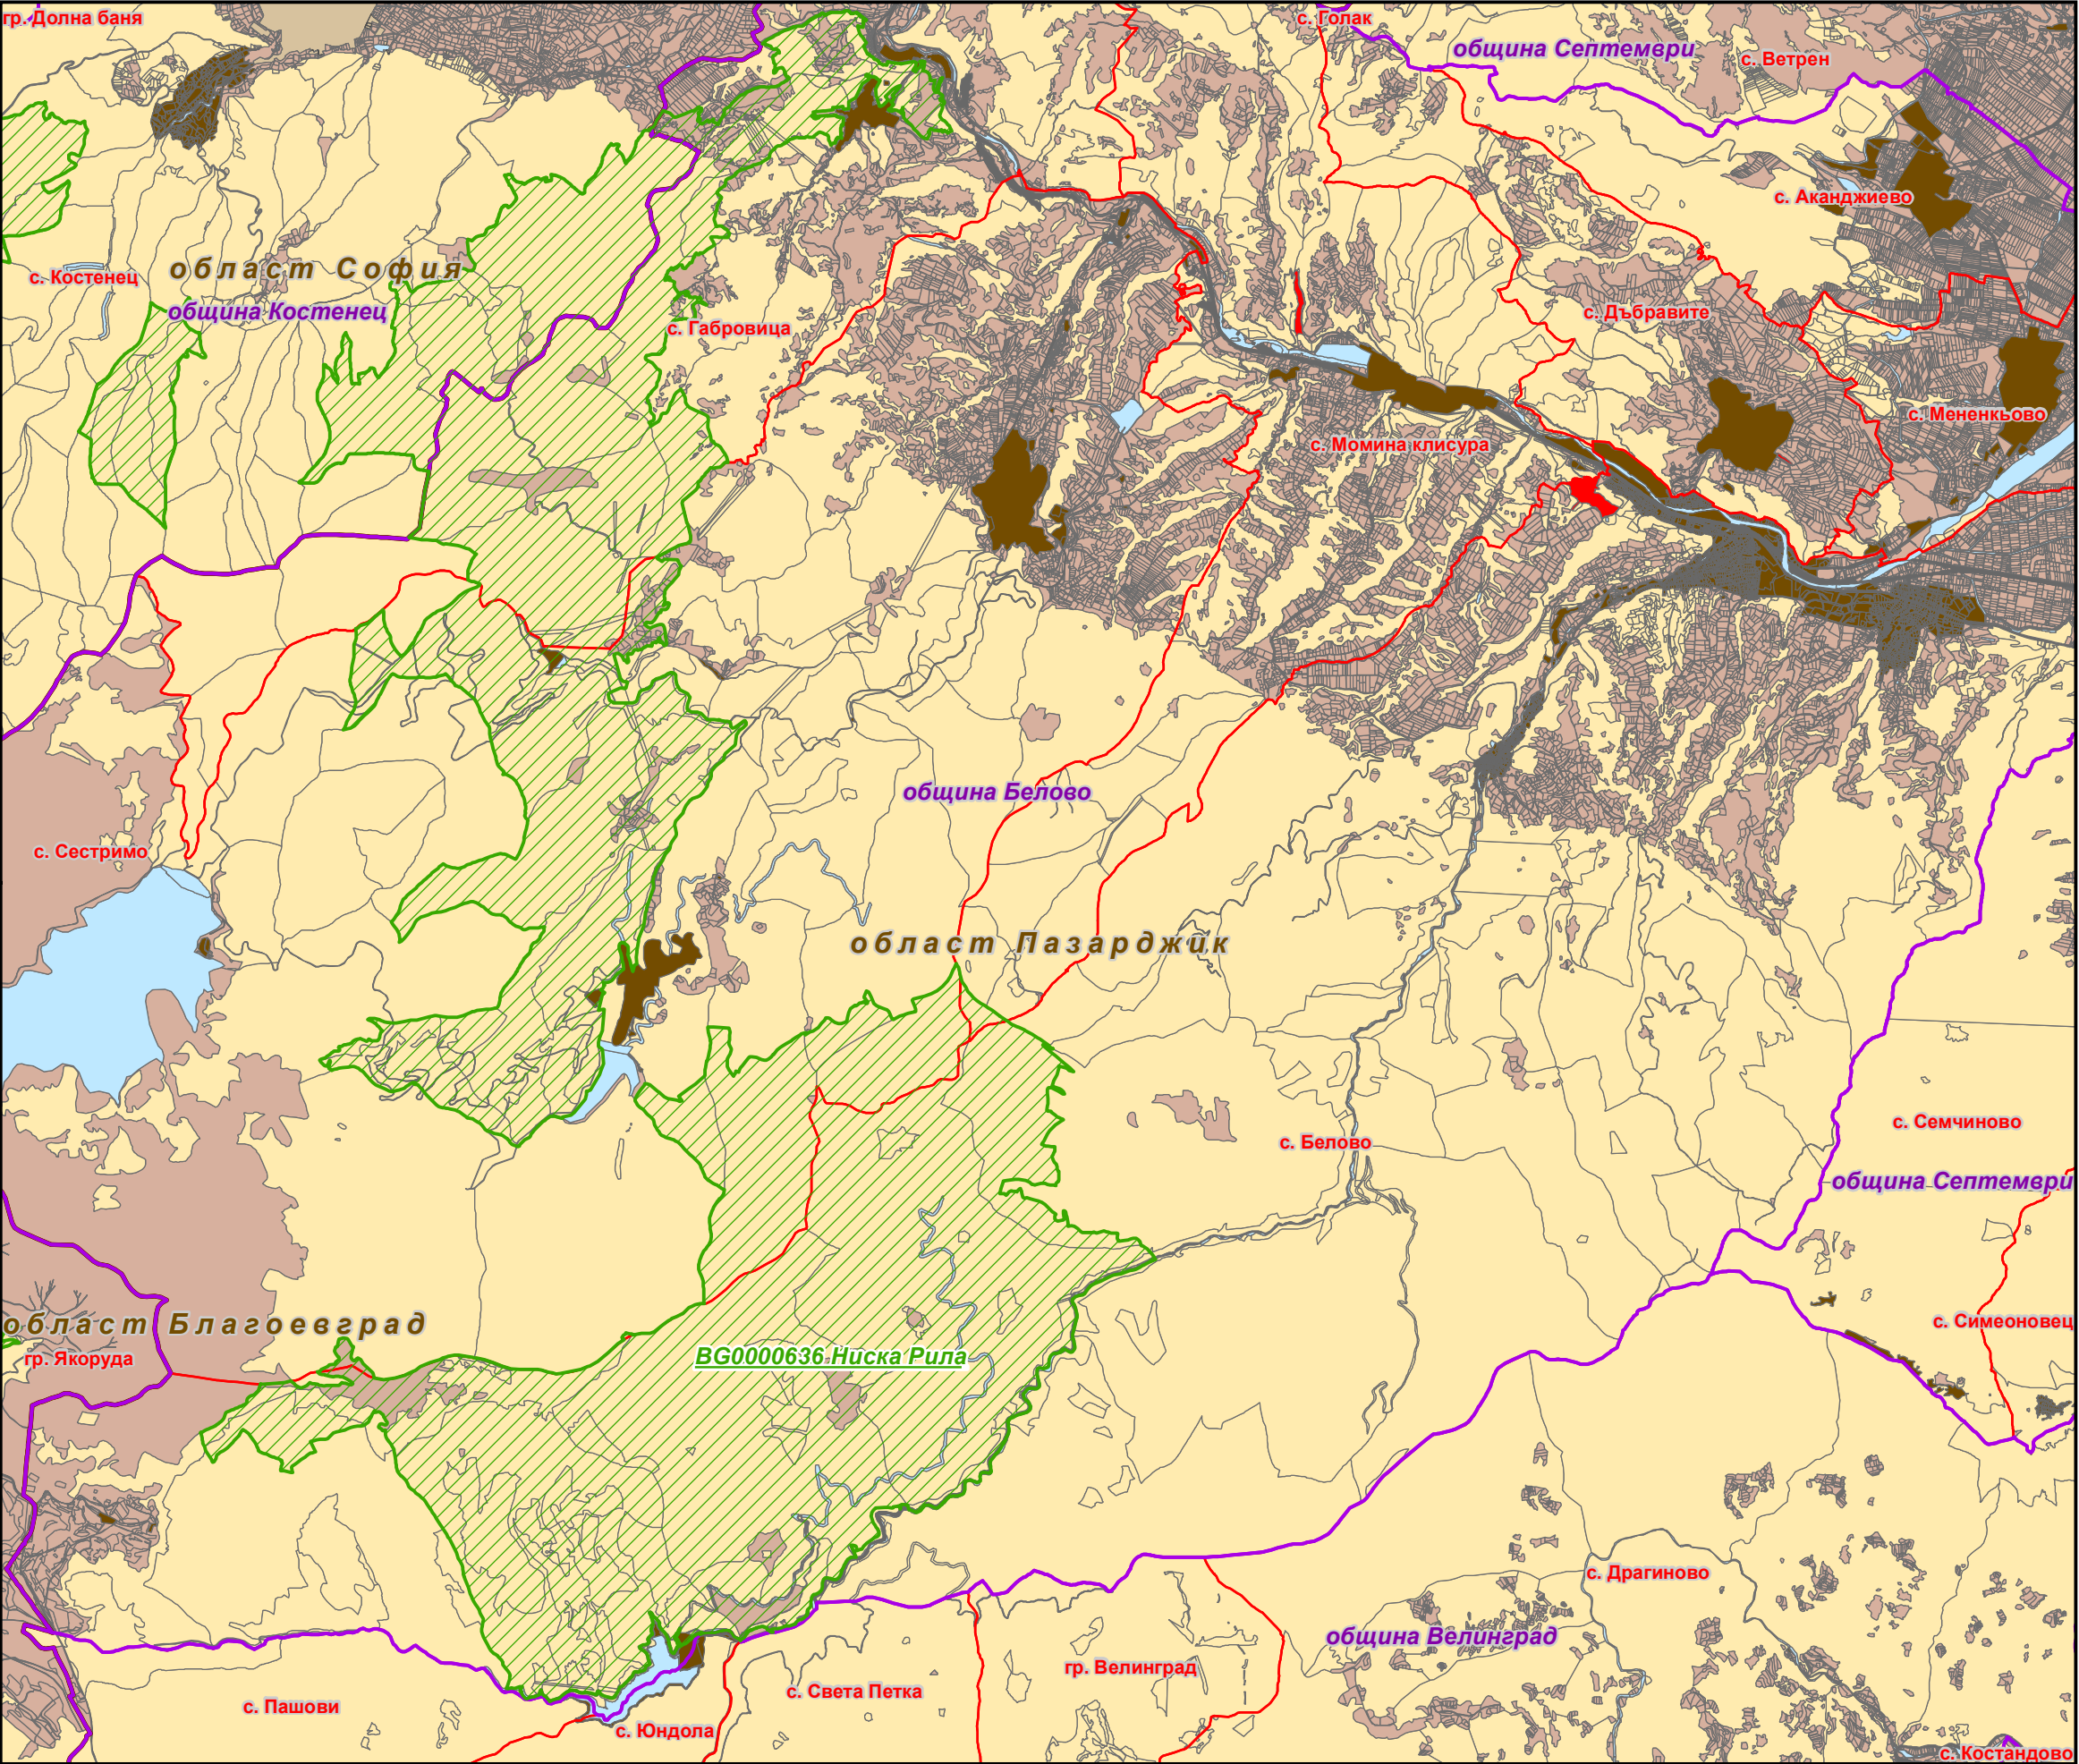 гр. Долна баня
с. Голак
община Септември
с. Ветрен
с. Аканджиево
област София
с. Костенец
община Костенец
с. Габровица
с. Дъбравите
с. Мененкьово
с. Момина клисура
община Белово
с. Сестримо
област Пазарджик
с. Белово
с. Семчиново
община Септември
област Благоевград
с. Симеоновец
гр. Якоруда
BG0000636 Ниска Рила
с. Драгиново
община Велинград
гр. Велинград
с. Света Петка
с. Пашови
с. Юндола
с. Костандово